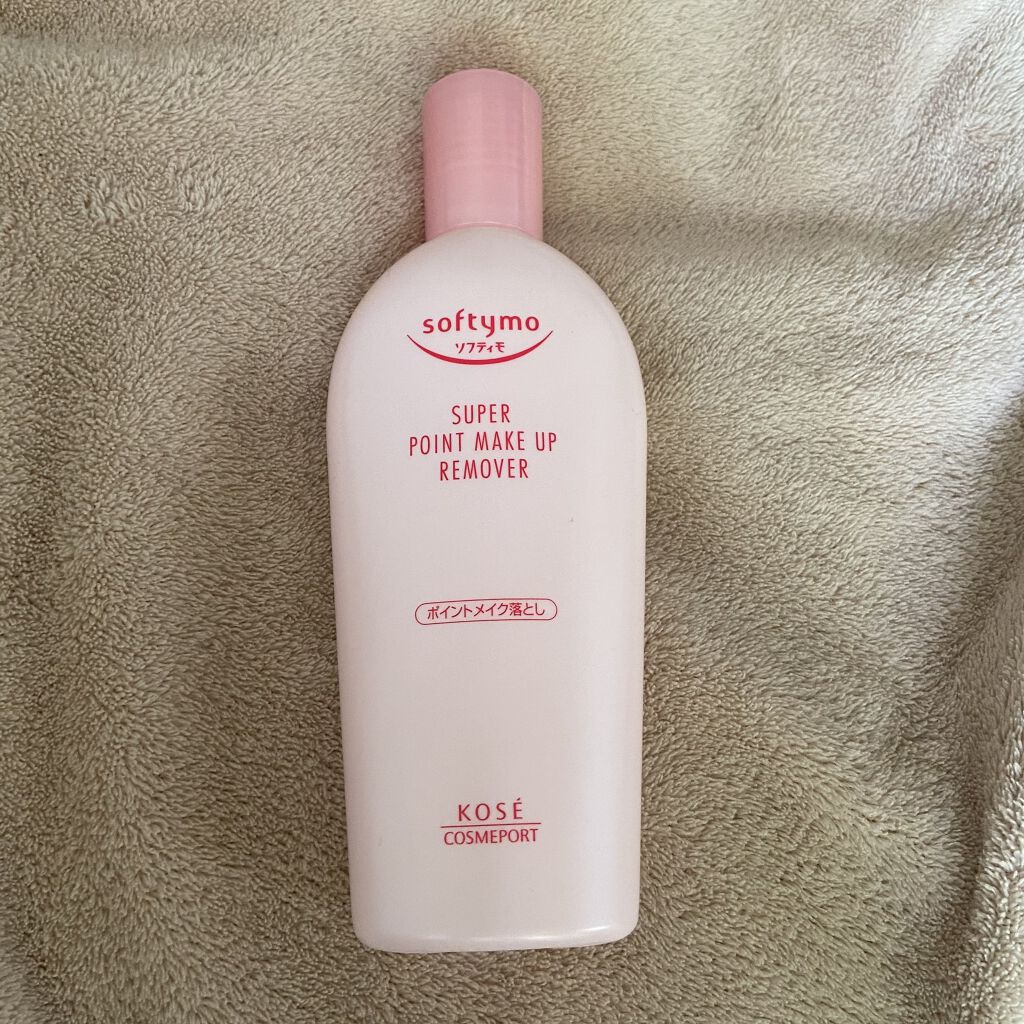 softymo
ソフティモ
SUPER
POINT MAKE UP
REMOVER
ポイントメイク落とし
KOSÉ
COSMEPORT